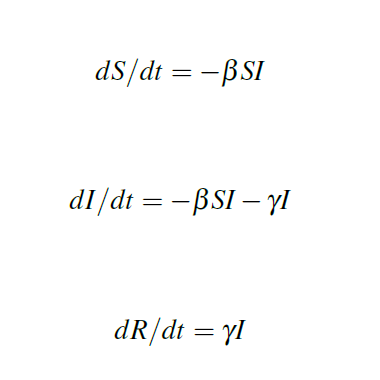 dS/dt = −βSI
dI/dt = −βSI − γI
dR/dt = γI